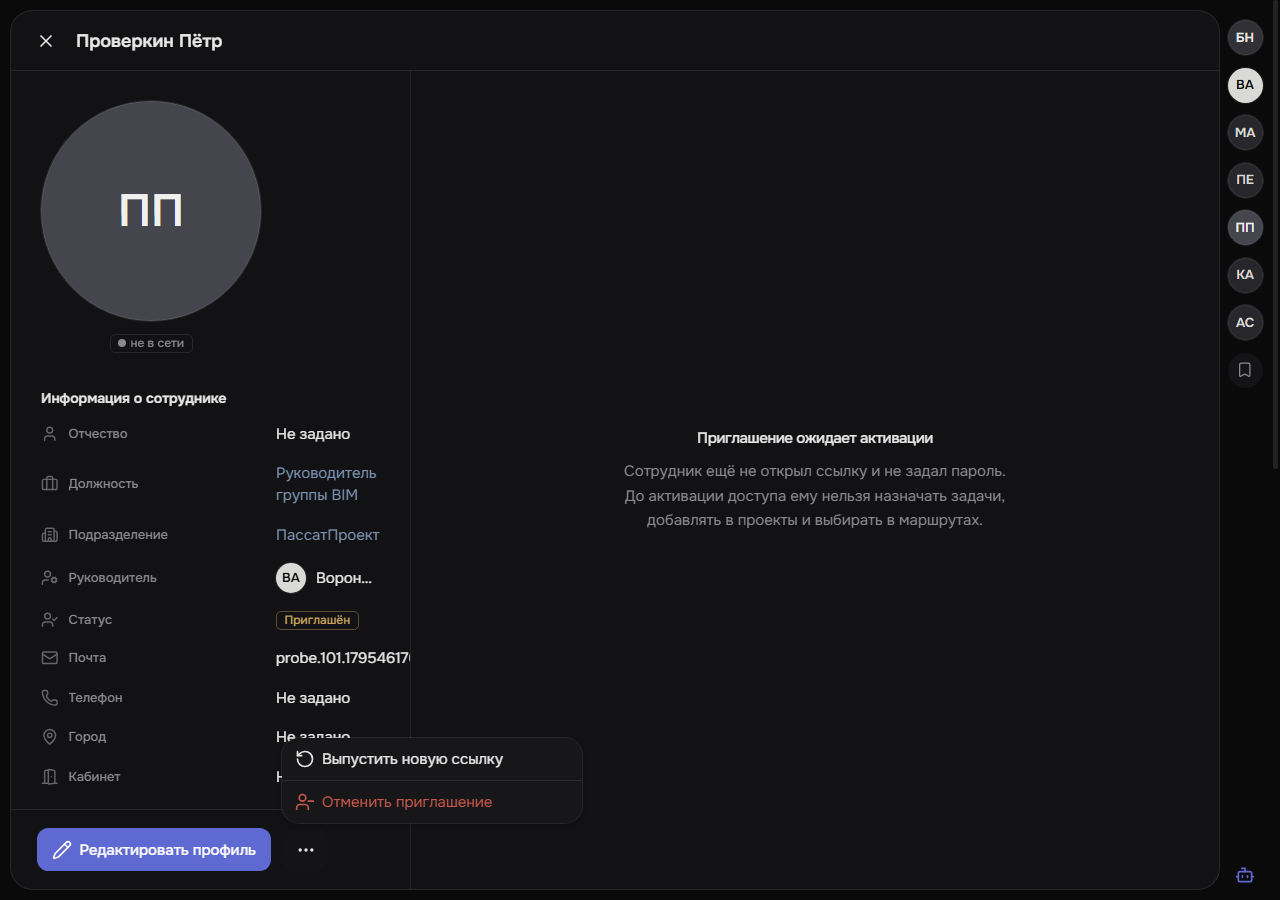 Проверкин Пётр
ПП
не в сети
Информация о сотруднике
Отчество Не задано
Должность Руководитель
группы BIM
Подразделение ПассатПроект
Руководитель ВА Ворон...
Статус Приглашён
Почта probe.101.179546170
Телефон Не задано
Город Не задано
Кабинет
Выпустить новую ссылку
Отменить приглашение
Редактировать профиль
Приглашение ожидает активации
Сотрудник ещё не открыл ссылку и не задал пароль.
До активации доступа ему нельзя назначать задачи,
добавлять в проекты и выбирать в маршрутах.
БН
ВА
МА
ПЕ
ПП
КА
АС